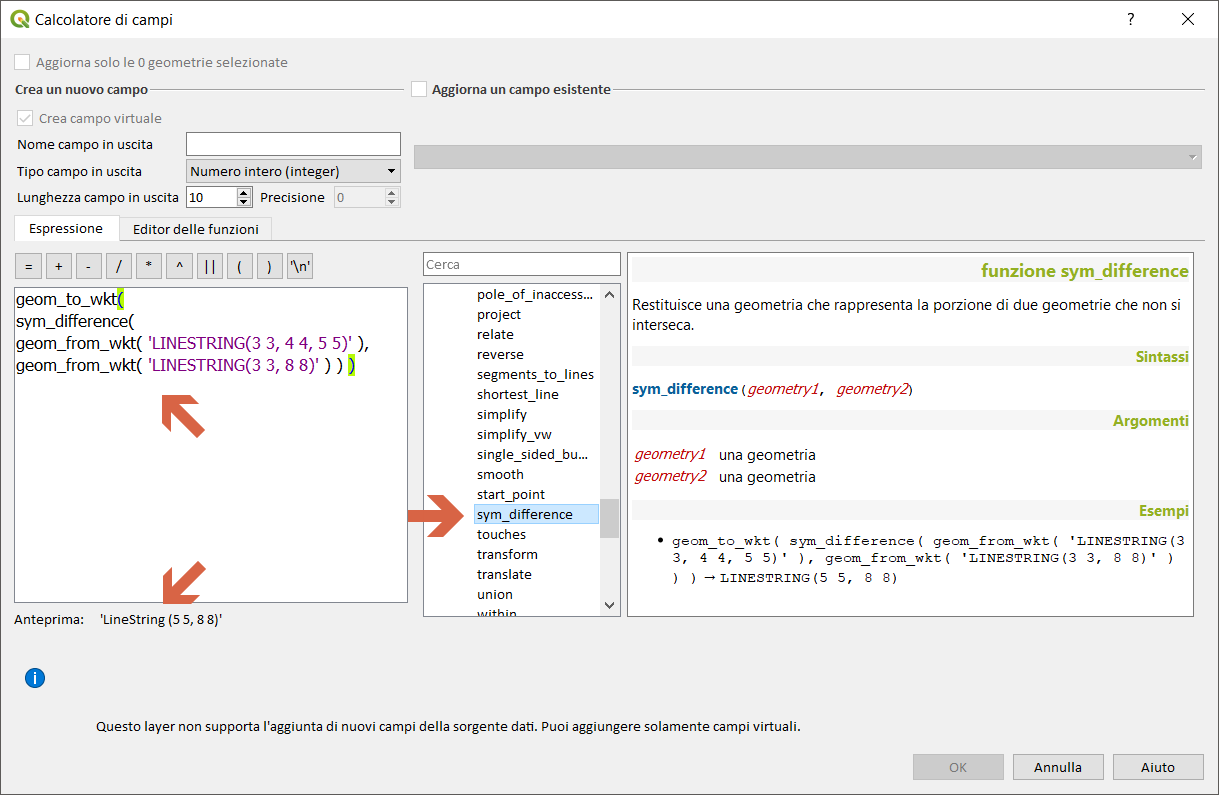 Calcolatore di campi
?
Aggiorna solo le 0 geometrie selezionate
Crea un nuovo campo
Aggiorna un campo esistente
Crea campo virtuale
Nome campo in uscita
Tipo campo in uscita Numero intero (integer)
Lunghezza campo in uscita 10 Precisione 0
Espressione Editor delle funzioni
= + - / * ^ || ( ) '\n'
geom_to_wkt(
sym_difference(
geom_from_wkt( 'LINESTRING(3 3, 4 4, 5 5)' ),
geom_from_wkt( 'LINESTRING(3 3, 8 8)' ) ) )
Anteprima: 'LineString (5 5, 8 8)'
Cerca
pole_of_inaccess...
project
relate
reverse
segments_to_lines
shortest_line
simplify
simplify_vw
single_sided_bu...
smooth
start_point
sym_difference
touches
transform
translate
union
within
funzione sym_difference
Restituisce una geometria che rappresenta la porzione di due geometrie che non si
interseca.
Sintassi
sym_difference(geometry1, geometry2)
Argomenti
geometry1 una geometria
geometry2 una geometria
Esempi
• geom_to_wkt( sym_difference( geom_from_wkt( 'LINESTRING(3
3, 4 4, 5 5)' ), geom_from_wkt( 'LINESTRING(3 3, 8 8)' )
) ) → LINESTRING(5 5, 8 8)
i
Questo layer non supporta l'aggiunta di nuovi campi della sorgente dati. Puoi aggiungere solamente campi virtuali.
OK Annulla Aiuto